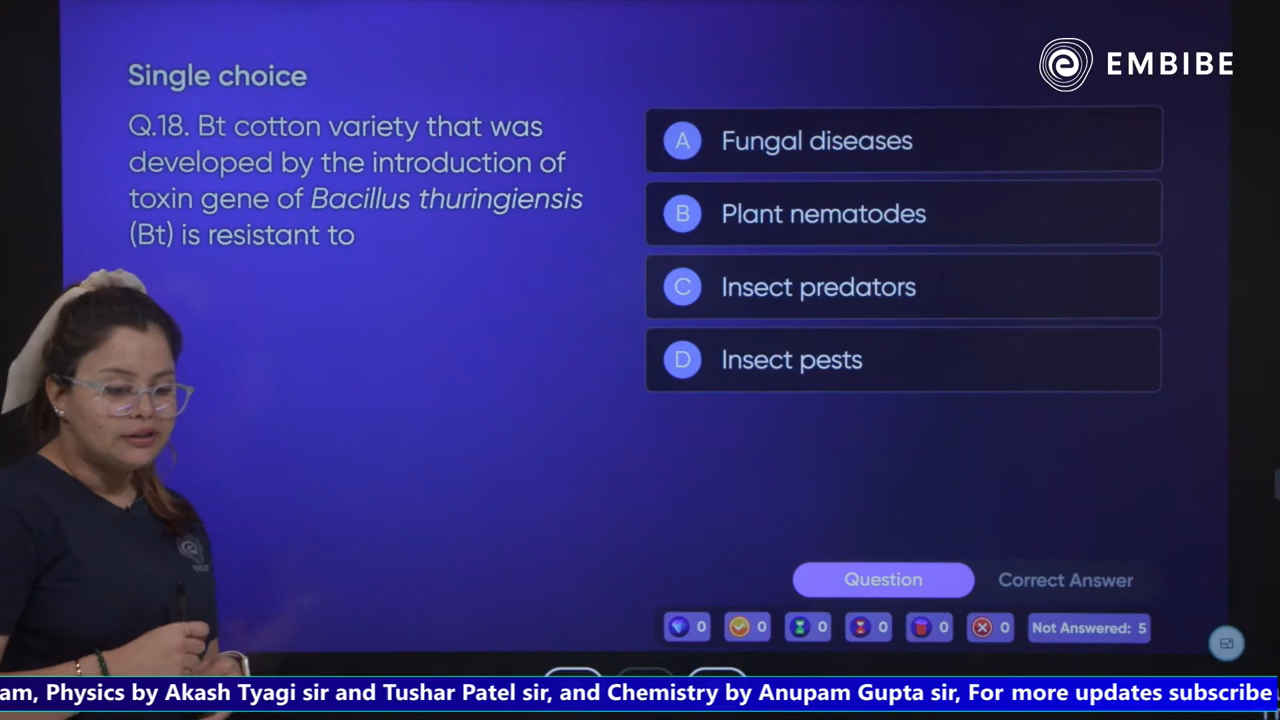 EMBIBE
Single choice
Q.18. Bt cotton variety that was
developed by the introduction of
toxin gene of Bacillus thuringiensis
(Bt) is resistant to
A Fungal diseases
B Plant nematodes
C Insect predators
D Insect pests
Question Correct Answer
0 0 0 0 0 0 Not Answered: 5
am, Physics by Akash Tyagi sir and Tushar Patel sir, and Chemistry by Anupam Gupta sir, For more updates subscribe